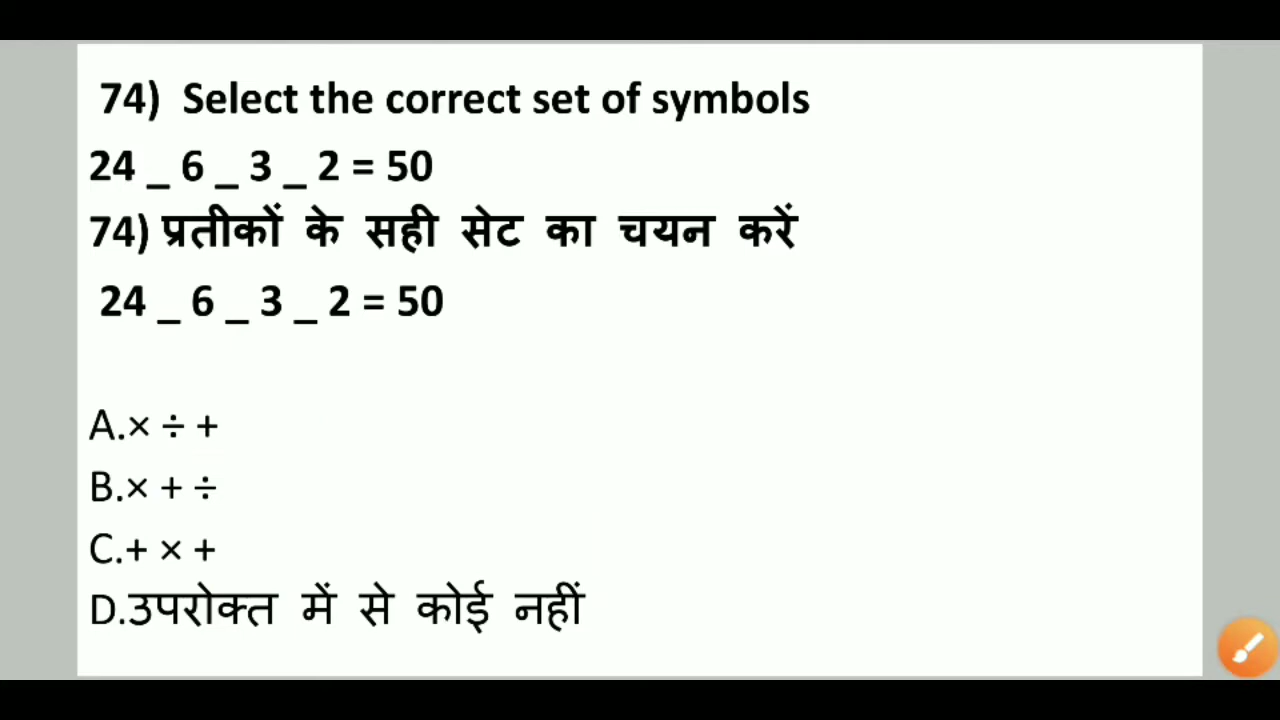 74) Select the correct set of symbols
24 _ 6 _ 3 _ 2 = 50
74) प्रतीकों के सही सेट का चयन करें
24 _ 6 _ 3 _ 2 = 50
A.× ÷ +
B.× + ÷
C.+ × +
D.उपरोक्त में से कोई नहीं